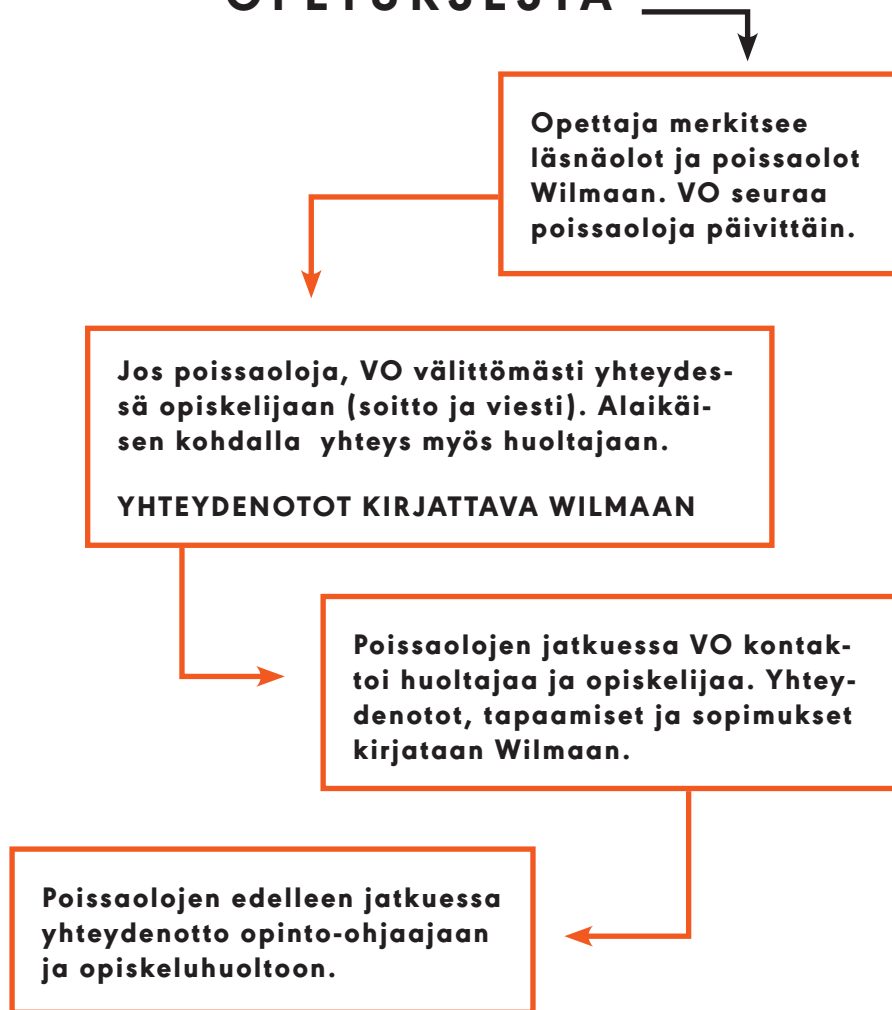 OPETUKSESTA
Opettaja merkitsee
läsnäolot ja poissaolot
Wilmaan. VO seuraa
poissaoloja päivittäin.
Jos poissaoloja, VO välittömästi yhteydes-
sä opiskelijaan (soitto ja viesti). Alaikäi-
sen kohdalla yhteys myös huoltajaan.
YHTEYDENOTOT KIRJATTAVA WILMAAN
Poissaolojen jatkuessa VO kontak-
toi huoltajaa ja opiskelijaa. Yhtey-
denotot, tapaamiset ja sopimukset
kirjataan Wilmaan.
Poissaolojen edelleen jatkuessa
yhteydenotto opinto-ohjaajaan
ja opiskeluhuoltoon.